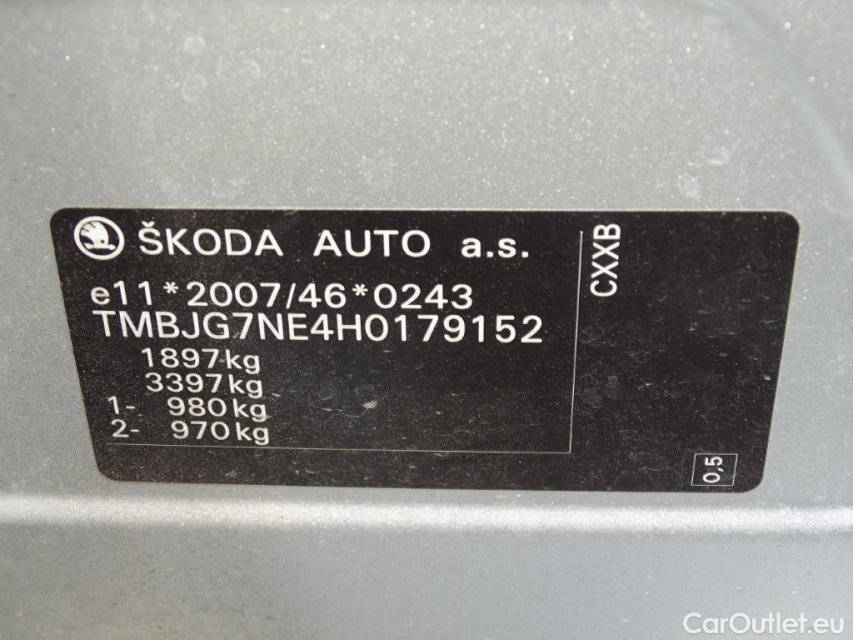 ŠKODA AUTO a.s.
e11*2007/46*0243
TMBJG7NE4H0179152
1897kg
3397kg
1- 980kg
2- 970kg
CXXB
0,5
CarOutlet.eu